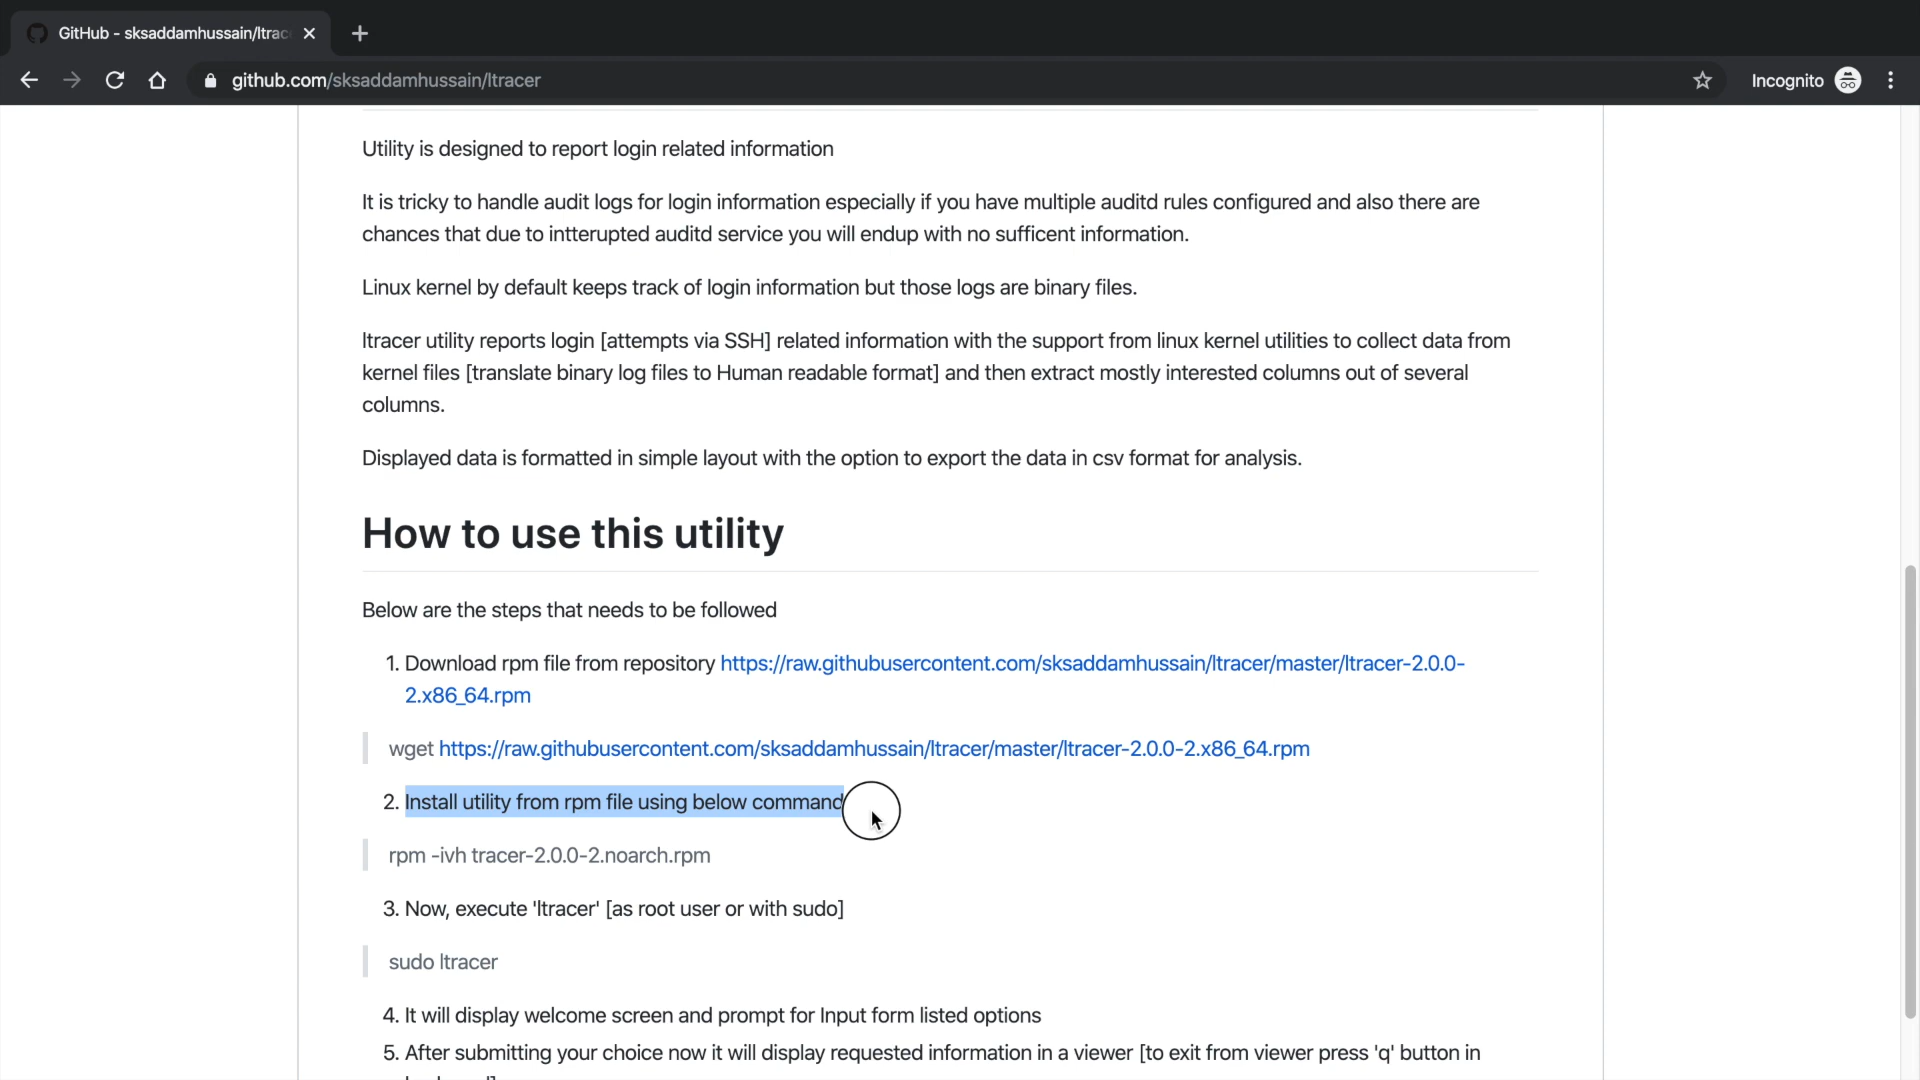 GitHub - sksaddamhussain/ltrac
github.com/sksaddamhussain/ltracer
Incognito
Utility is designed to report login related information
It is tricky to handle audit logs for login information especially if you have multiple auditd rules configured and also there are
chances that due to intterupted auditd service you will endup with no sufficent information.
Linux kernel by default keeps track of login information but those logs are binary files.
ltracer utility reports login [attempts via SSH] related information with the support from linux kernel utilities to collect data from
kernel files [translate binary log files to Human readable format] and then extract mostly interested columns out of several
columns.
Displayed data is formatted in simple layout with the option to export the data in csv format for analysis.
How to use this utility
Below are the steps that needs to be followed
1. Download rpm file from repository https://raw.githubusercontent.com/sksaddamhussain/ltracer/master/ltracer-2.0.0-
2.x86_64.rpm
wget https://raw.githubusercontent.com/sksaddamhussain/ltracer/master/ltracer-2.0.0-2.x86_64.rpm
2. Install utility from rpm file using below command
rpm -ivh tracer-2.0.0-2.noarch.rpm
3. Now, execute 'ltracer' [as root user or with sudo]
sudo ltracer
4. It will display welcome screen and prompt for Input form listed options
5. After submitting your choice now it will display requested information in a viewer [to exit from viewer press 'q' button in